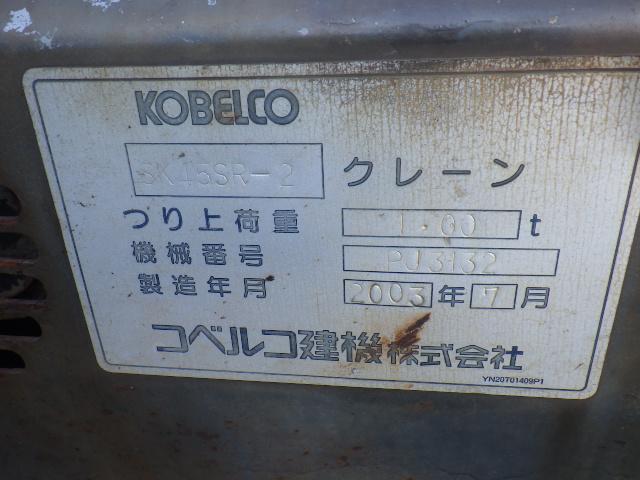 KOBELCO
SK45SR-2 クレーン
つり上荷重 1.00 t
機械番号 PJ3132
製造年月 2003年7月
コベルコ建機株式会社
YN20T01409P1